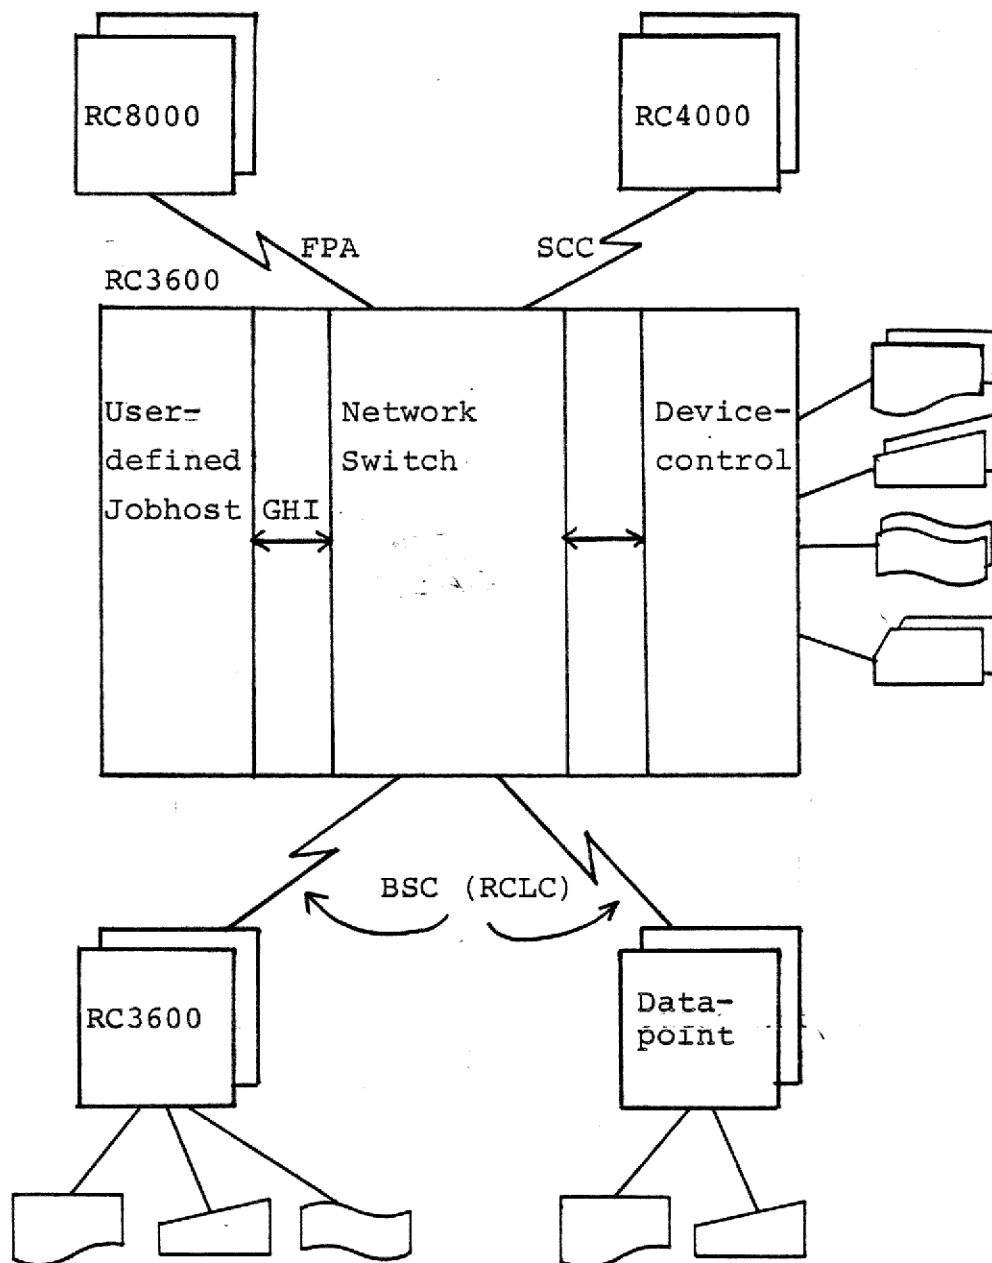 RC8000
RC4000
FPA
SCC
RC3600
User-
defined
Jobhost
GHI
Network
Switch
Device-
control
BSC (RCLC)
RC3600
Data-
point